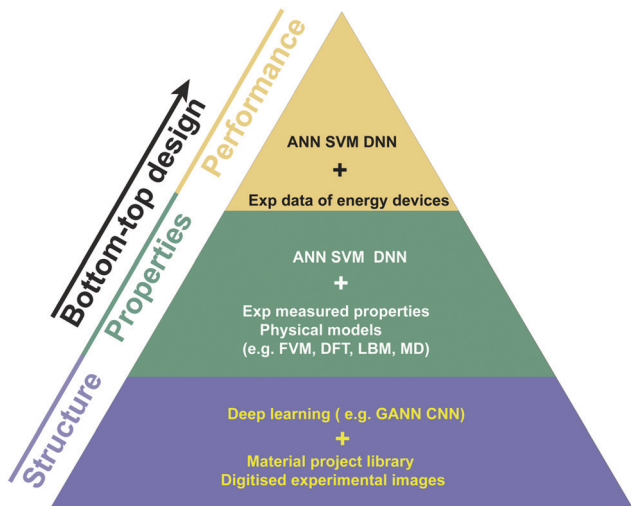 Bottom-top design
Performance
Properties
Structure
ANN SVM DNN
+
Exp data of energy devices
ANN SVM DNN
+
Exp measured properties
Physical models
(e.g. FVM, DFT, LBM, MD)
Deep learning ( e.g. GANN CNN)
+
Material project library
Digitised experimental images